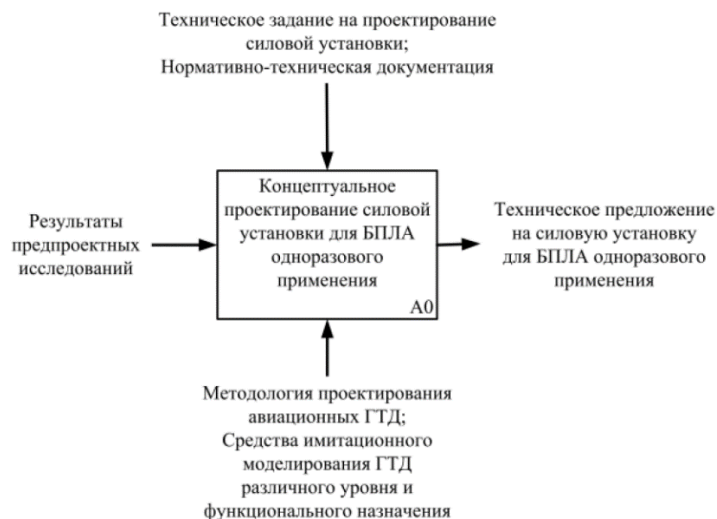 Техническое задание на проектирование
силовой установки;
Нормативно-техническая документация
Результаты
предпроектных
исследований
Концептуальное
проектирование силовой
установки для БПЛА
одноразового
применения
A0
Техническое предложение
на силовую установку
для БПЛА одноразового
применения
Методология проектирования
авиационных ГТД;
Средства имитационного
моделирования ГТД
различного уровня и
функционального назначения